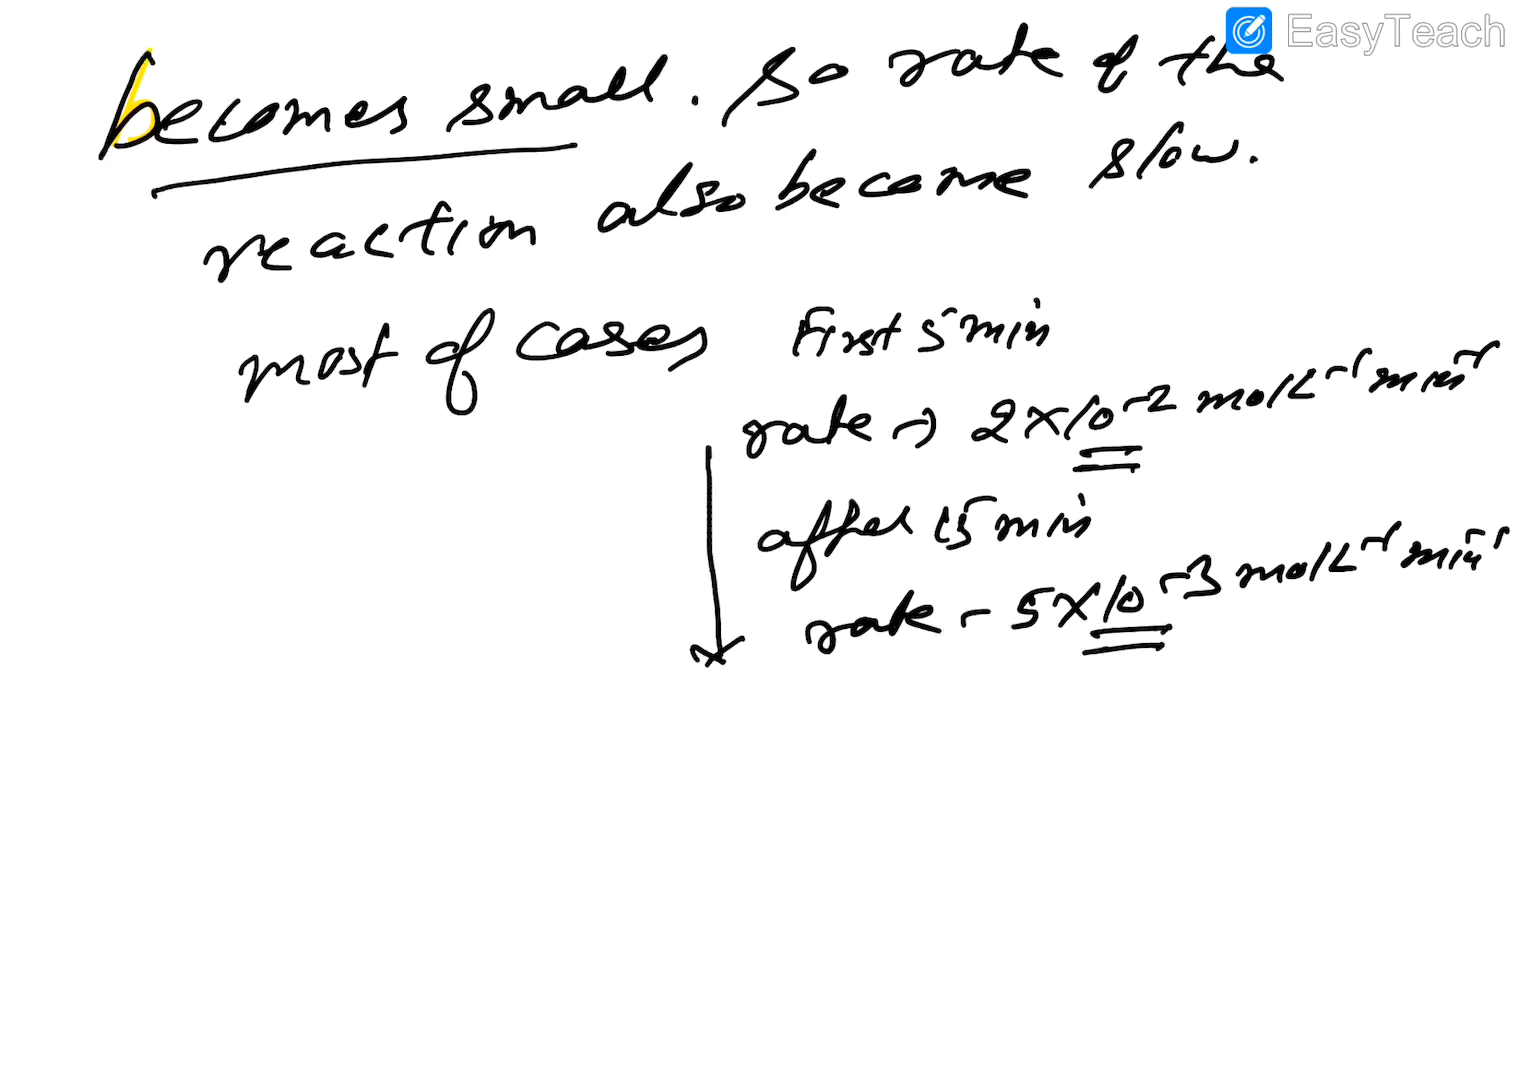 EasyTeach
becomes small. So rate of the
reaction also become slow.
most of cases First 5 min
rate → 2×10⁻² mol L⁻¹ min⁻¹
after 15 min
rate - 5×10⁻³ mol L⁻¹ min⁻¹